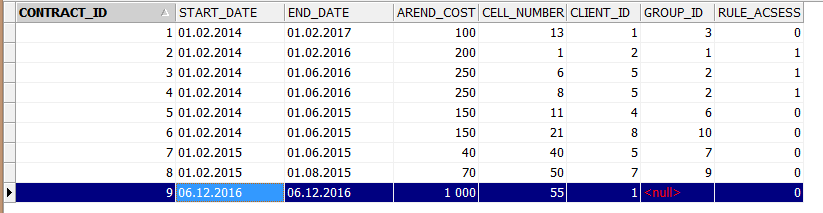 CONTRACT_ID START_DATE END_DATE AREND_COST CELL_NUMBER CLIENT_ID GROUP_ID RULE_ACSESS
1 01.02.2014 01.02.2017 100 13 1 3 0
2 01.02.2014 01.02.2016 200 1 2 1 1
3 01.02.2014 01.06.2016 250 6 5 2 1
4 01.02.2014 01.06.2016 250 8 5 2 1
5 01.02.2014 01.06.2015 150 11 4 6 0
6 01.02.2014 01.06.2015 150 21 8 10 0
7 01.02.2015 01.06.2015 40 40 5 7 0
8 01.02.2015 01.08.2015 70 50 7 9 0
9 06.12.2016 06.12.2016 1 000 55 1 <null> 0